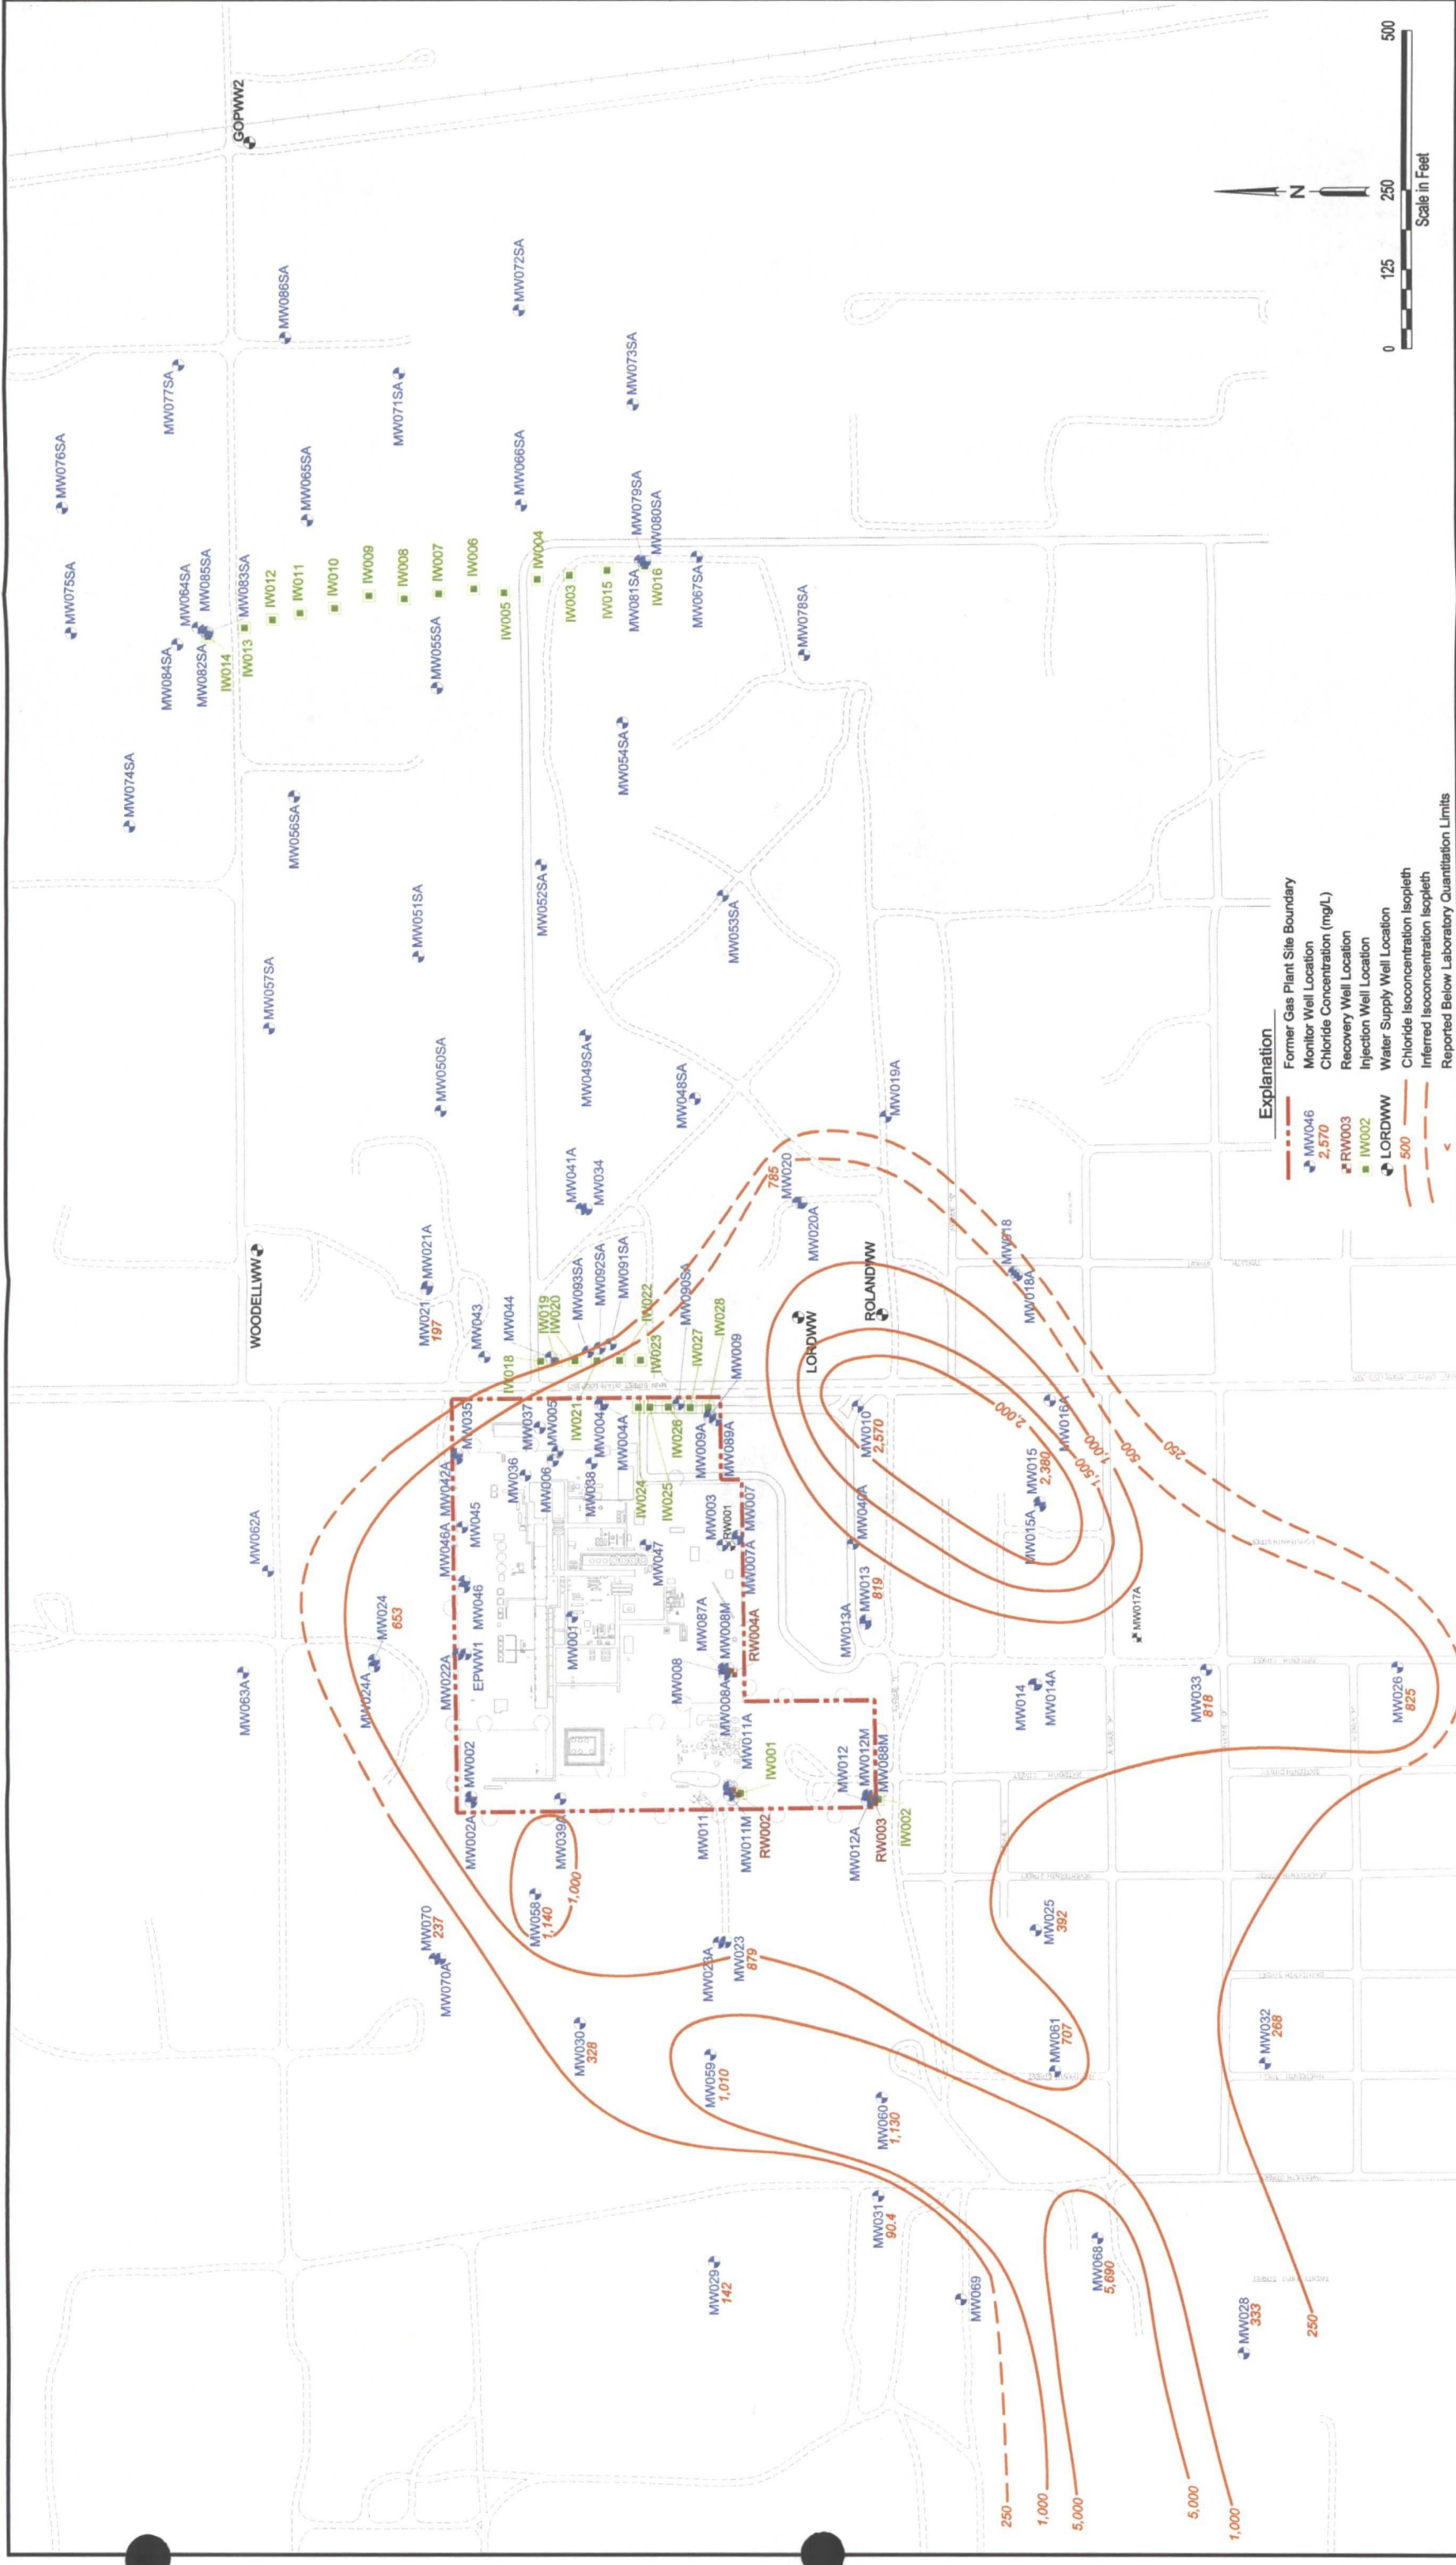 GOPWW2
MW086SA
MW077SA
MW076SA
MW075SA
MW072SA
MW073SA
MW071SA
MW066SA
MW065SA
MW064SA
MW085SA
MW083SA
MW084SA
MW082SA
IW014
IW013
IW012
IW011
IW010
IW009
IW008
IW007
IW006
IW005
IW004
IW003
IW015
IW016
MW079SA
MW080SA
MW081SA
MW067SA
MW078SA
MW055SA
MW054SA
MW074SA
MW056SA
MW057SA
MW051SA
MW052SA
MW053SA
MW050SA
MW049SA
MW048SA
MW019A
WOODELLWW
MW021A
MW021
197
MW043
MW044
MW041A
MW034
IW018
IW019
IW020
MW093SA
MW092SA
MW091SA
IW022
MW090SA
IW023
IW027
IW028
MW009
785
MW020
MW020A
ROLANDWW
LORDWW
MW018
MW018A
MW035
MW037
MW005
IW021
MW004
MW004A
IW026
MW009A
MW089A
MW042A
MW036
MW006
MW038
IW024
IW025
MW003
RW001
MW007
MW007A
MW046A
MW045
MW046
MW047
MW022A
EPWW1
MW001
MW008
MW087A
MW008M
MW008A
RW004A
MW002
MW002A
MW039A
MW011
MW011A
MW011M
RW002
IW001
MW012
MW012M
MW088M
MW012A
RW003
IW002
MW010
2,570
MW016A
MW015
2,380
MW015A
MW040A
MW013
819
MW013A
MW017A
2,000
1,500
1,000
500
250
MW062A
MW063A
MW024
653
MW024A
MW014
MW014A
MW033
818
MW026
825
MW070
237
MW070A
MW058
1,140
1,000
MW030
328
MW023A
MW023
879
MW025
392
MW061
707
MW059
1,010
MW060
1,130
MW032
268
MW031
90.4
MW029
142
MW069
MW068
5,690
MW028
333
250
250
1,000
5,000
5,000
1,000
Explanation
Former Gas Plant Site Boundary
MW046 Monitor Well Location
2,570 Chloride Concentration (mg/L)
RW003 Recovery Well Location
IW002 Injection Well Location
LORDWW Water Supply Well Location
500 Chloride Isoconcentration Isopleth
Inferred Isoconcentration Isopleth
< Reported Below Laboratory Quantitation Limits
N
0 125 250 500
Scale in Feet